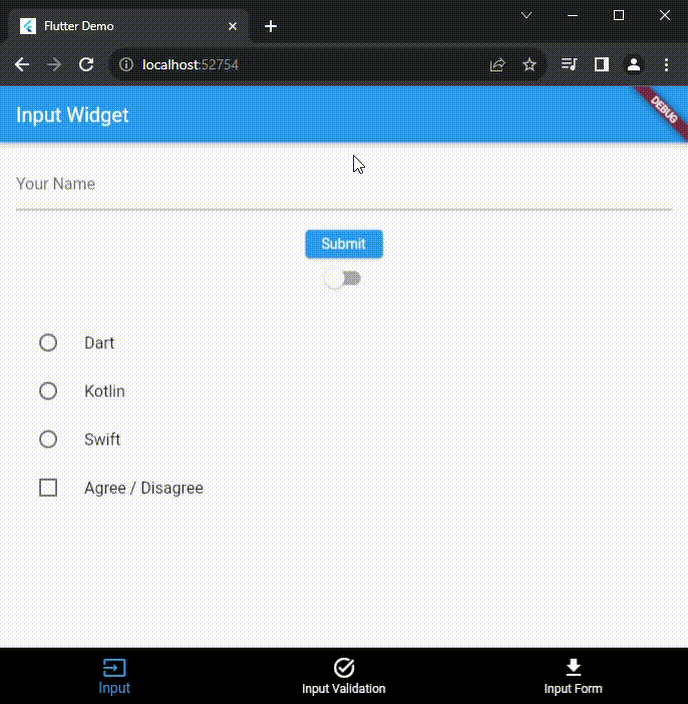 Flutter Demo
localhost:52754
Input Widget
DEBUG
Your Name
Submit
Dart
Kotlin
Swift
Agree / Disagree
Input
Input Validation
Input Form